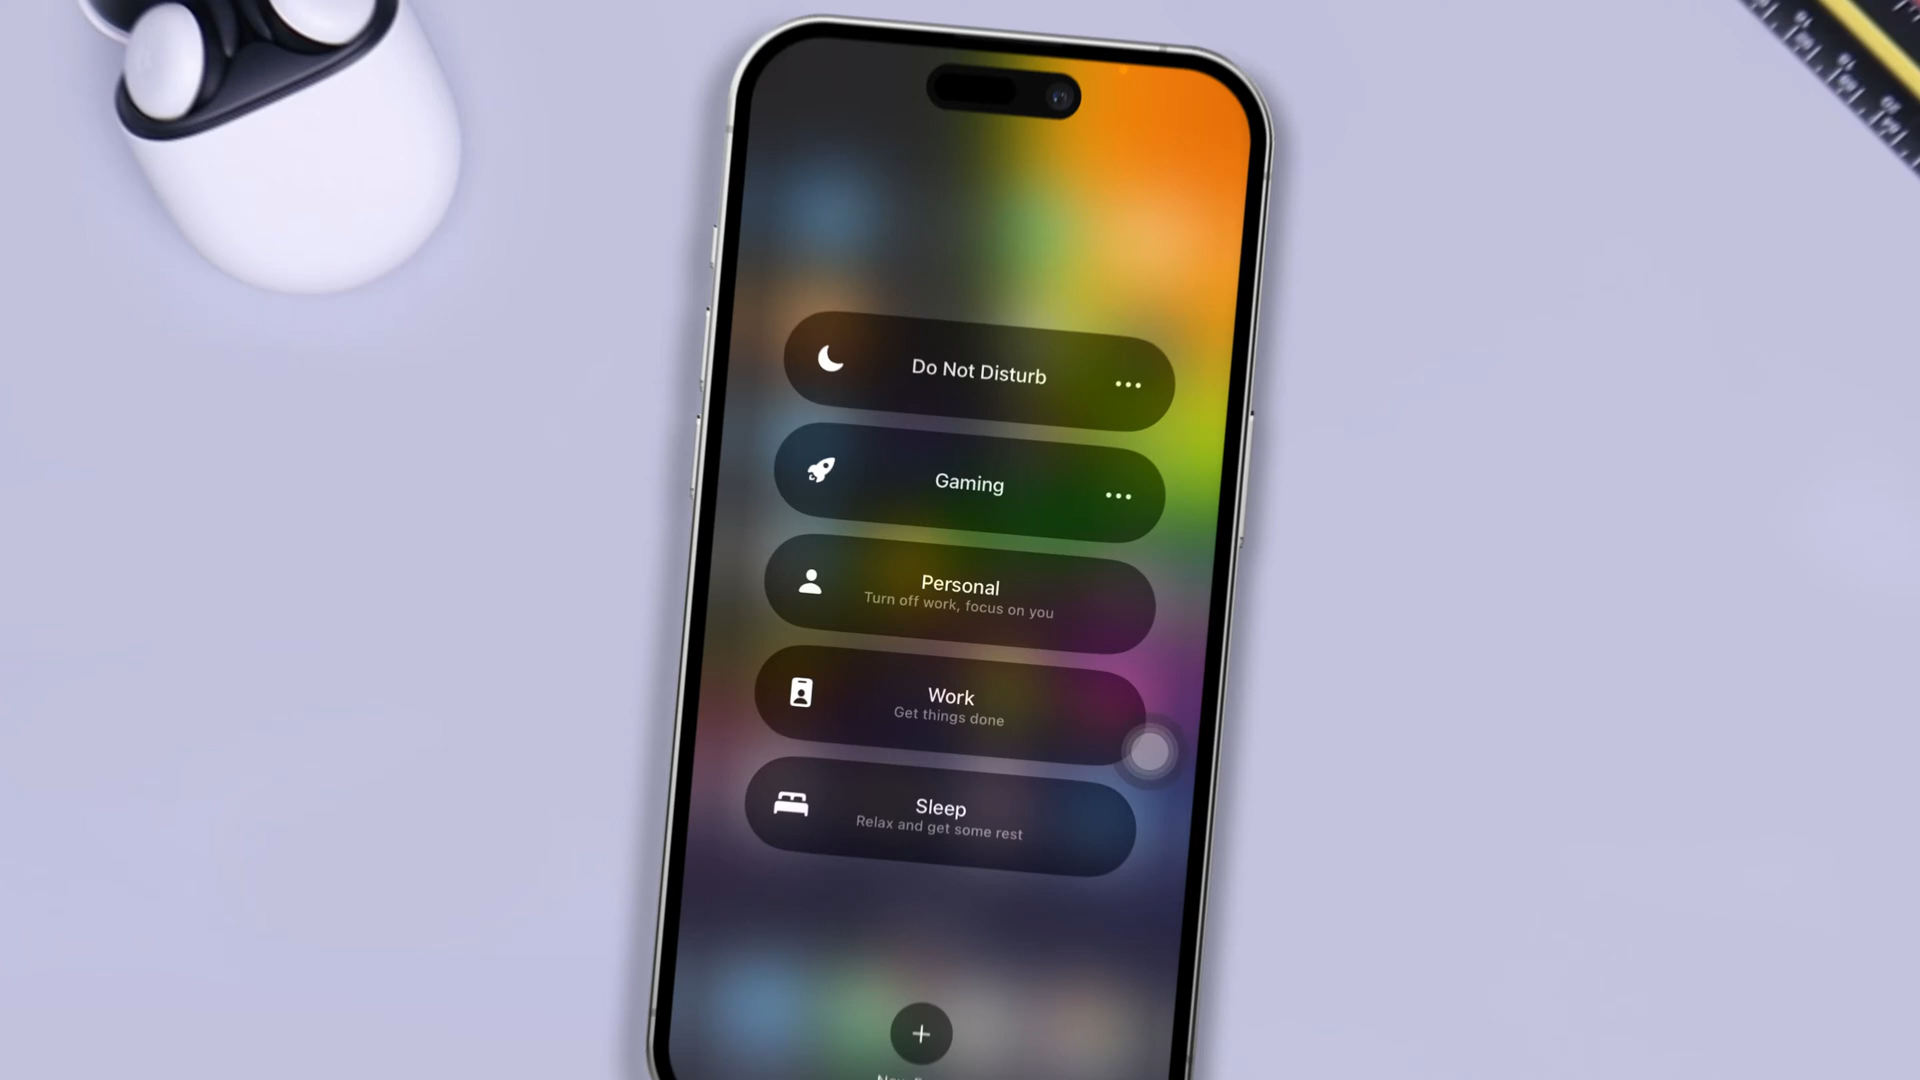 Do Not Disturb
Gaming
Personal
Turn off work, focus on you
Work
Get things done
Sleep
Relax and get some rest